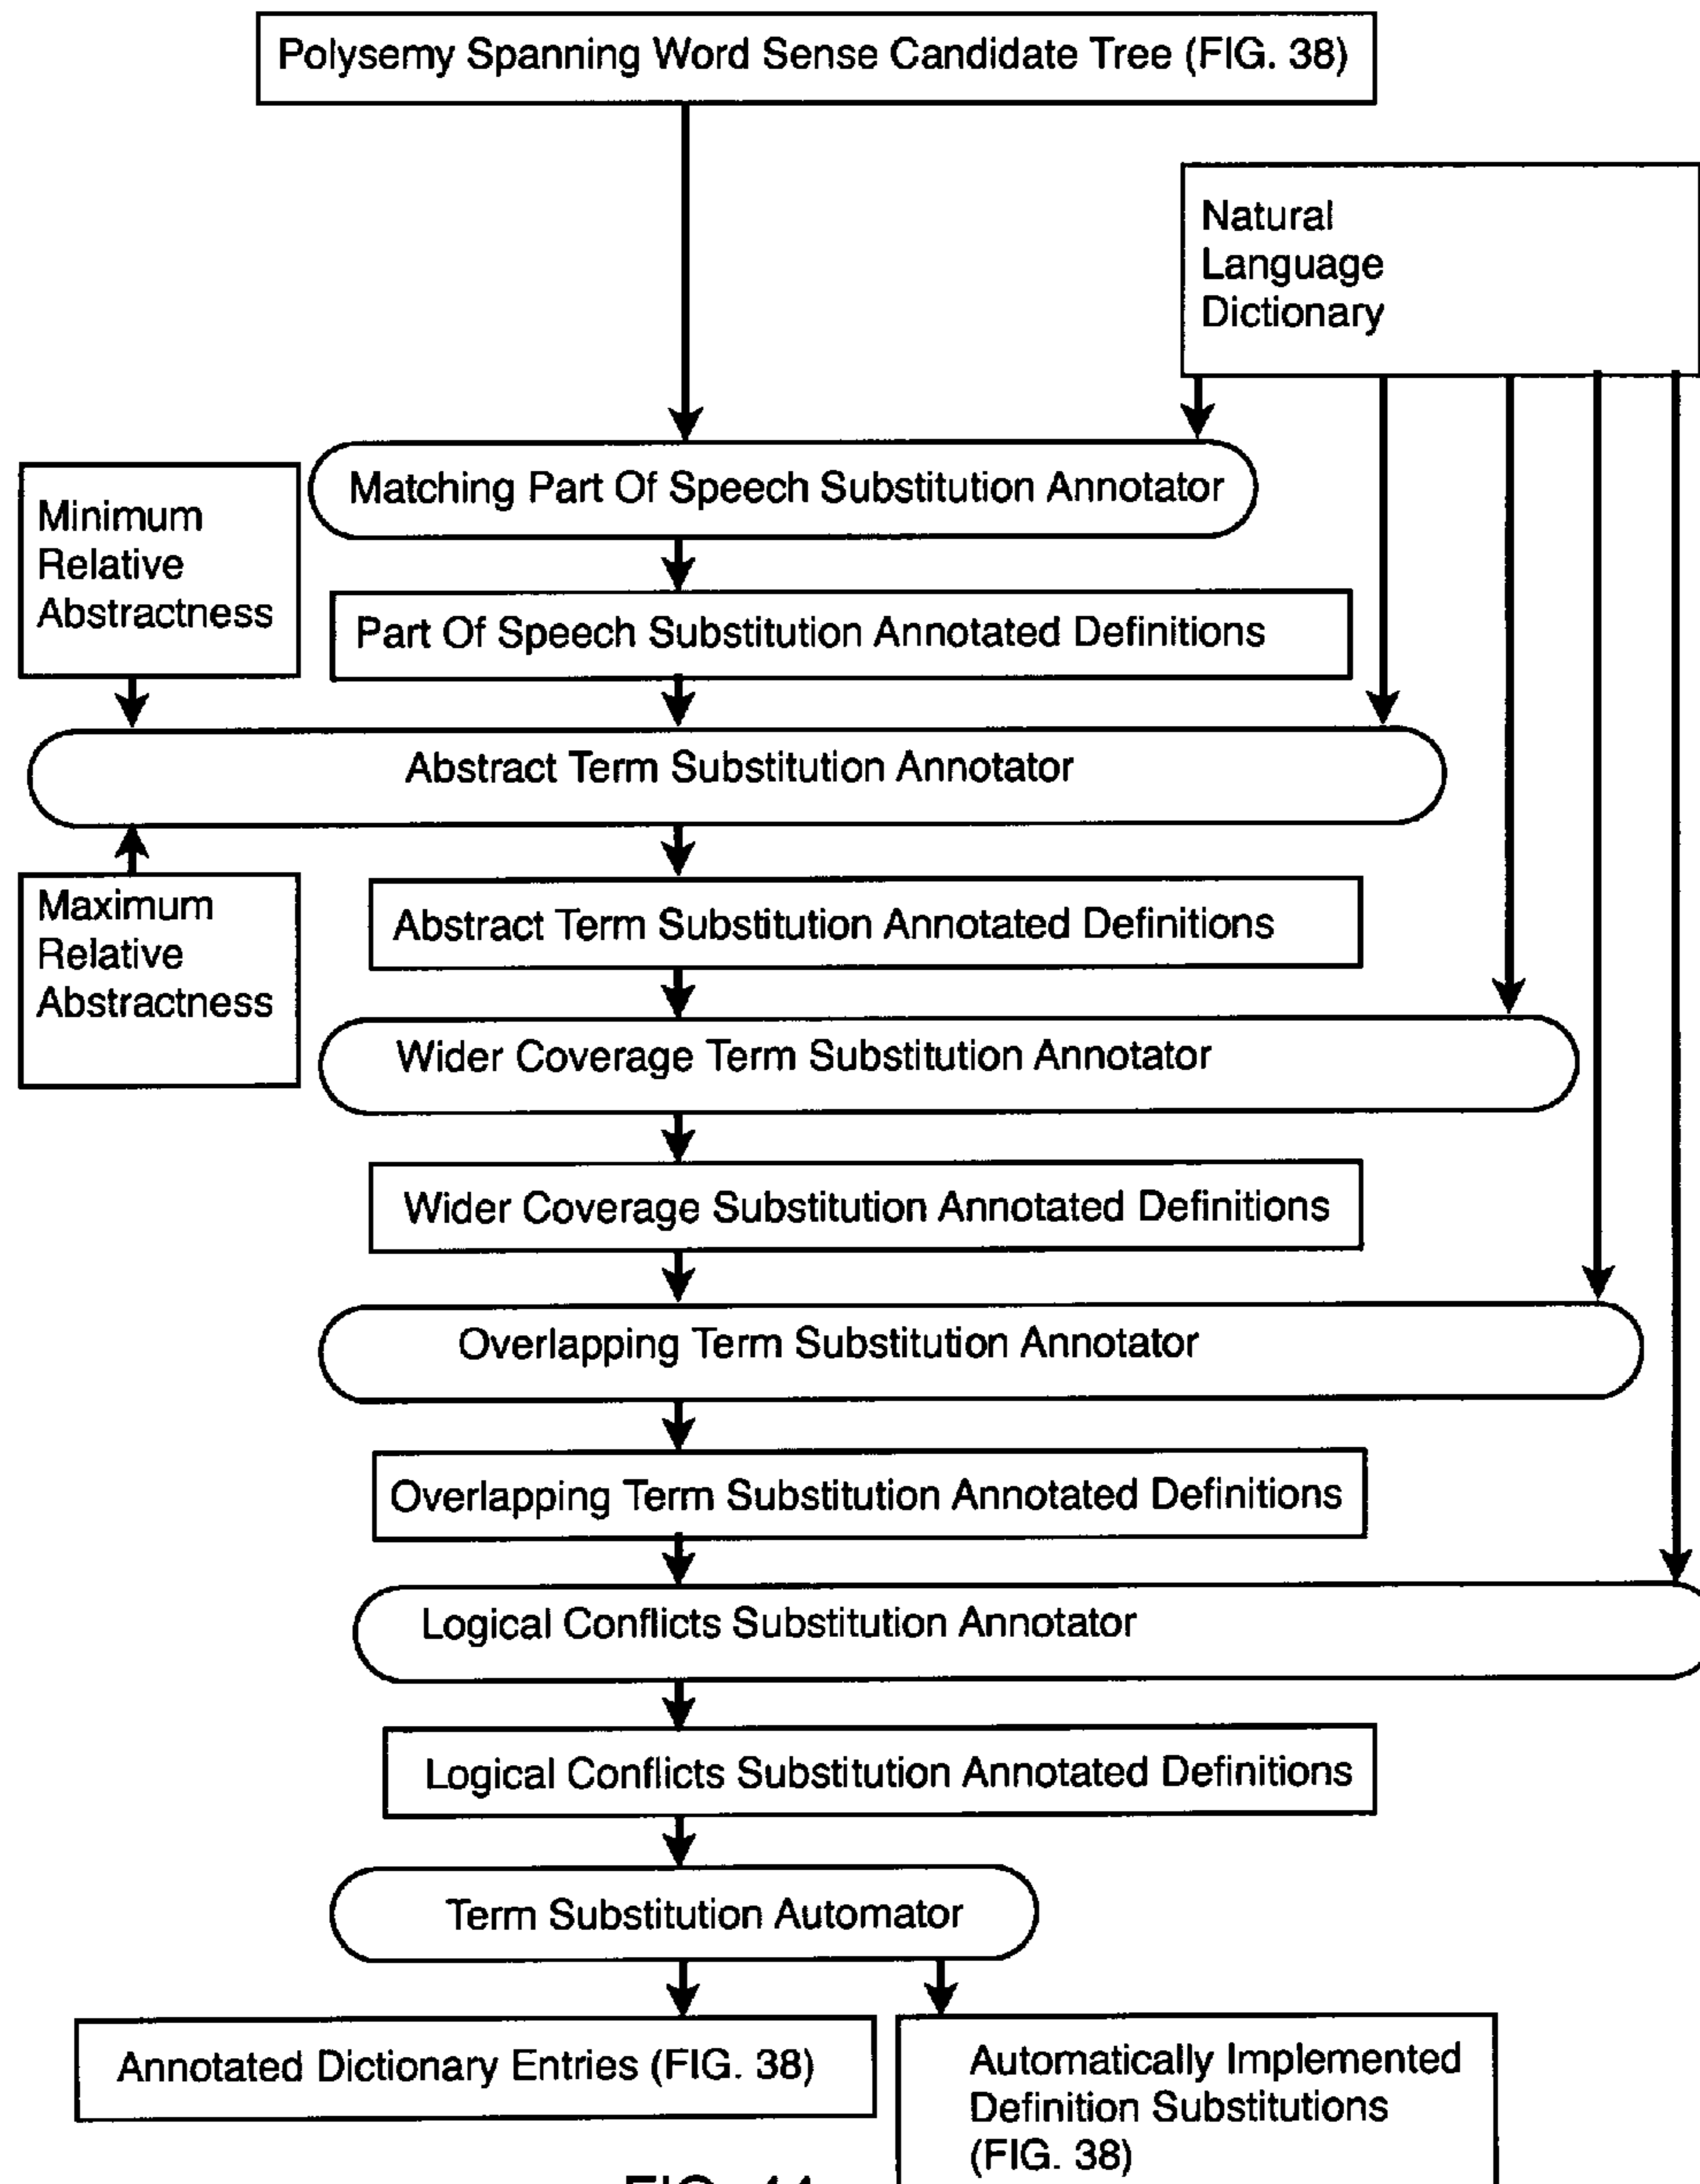 Polysemy Spanning Word Sense Candidate Tree (FIG. 38)
Natural
Language
Dictionary
Matching Part Of Speech Substitution Annotator
Minimum
Relative
Abstractness
Part Of Speech Substitution Annotated Definitions
Abstract Term Substitution Annotator
Maximum
Relative
Abstractness
Abstract Term Substitution Annotated Definitions
Wider Coverage Term Substitution Annotator
Wider Coverage Substitution Annotated Definitions
Overlapping Term Substitution Annotator
Overlapping Term Substitution Annotated Definitions
Logical Conflicts Substitution Annotator
Logical Conflicts Substitution Annotated Definitions
Term Substitution Automator
Annotated Dictionary Entries (FIG. 38)
Automatically Implemented
Definition Substitutions
(FIG. 38)
FIG.